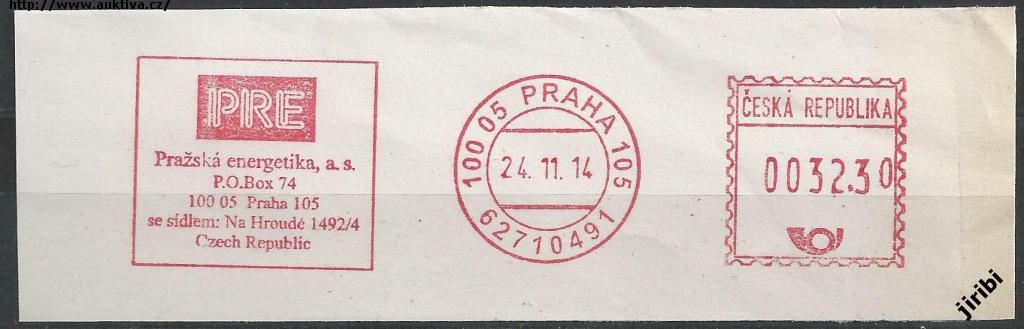 http://www.auktiva.cz/
PRE
Pražská energetika, a. s.
P.O.Box 74
100 05 Praha 105
se sídlem: Na Hroudě 1492/4
Czech Republic
100 05 PRAHA 105
24. 11. 14
62710491
ČESKÁ REPUBLIKA
0032.30
jiribi